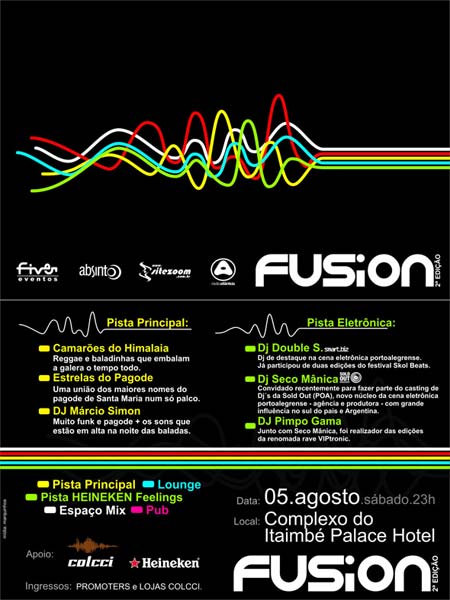 five
eventos
absinto
sitezoom
.com.br
rádioatlântida
FUSION
2ª EDIÇÃO
Pista Principal:
Camarões do Himalaia
Reggae e baladinhas que embalam
a galera o tempo todo.
Estrelas do Pagode
Uma união dos maiores nomes do
pagode de Santa Maria num só palco.
DJ Márcio Simon
Muito funk e pagode + os sons que
estão em alta na noite das baladas.
Pista Eletrônica:
Dj Double S. smart.biz
Dj de destaque na cena eletrônica portoalegrense.
Já participou de duas edições do festival Skol Beats.
Dj Seco Mânica SOLD OUT
Convidado recentemente para fazer parte do casting de
Dj´s da Sold Out (POA), novo núcleo da cena eletrônica
portoalegrense - agência e produtora - com grande
influência no sul do país e Argentina.
DJ Pimpo Gama
Junto com Seco Mânica, foi realizador das edições
da renomada rave VIPtronic.
Pista Principal Lounge
Pista HEINEKEN Feelings
Espaço Mix Pub
Data: 05.agosto.sábado.23h
Local: Complexo do
Itaimbé Palace Hotel
Apoio: colcci Heineken
Ingressos: PROMOTERS e LOJAS COLCCI.
FUSION
2ª EDIÇÃO